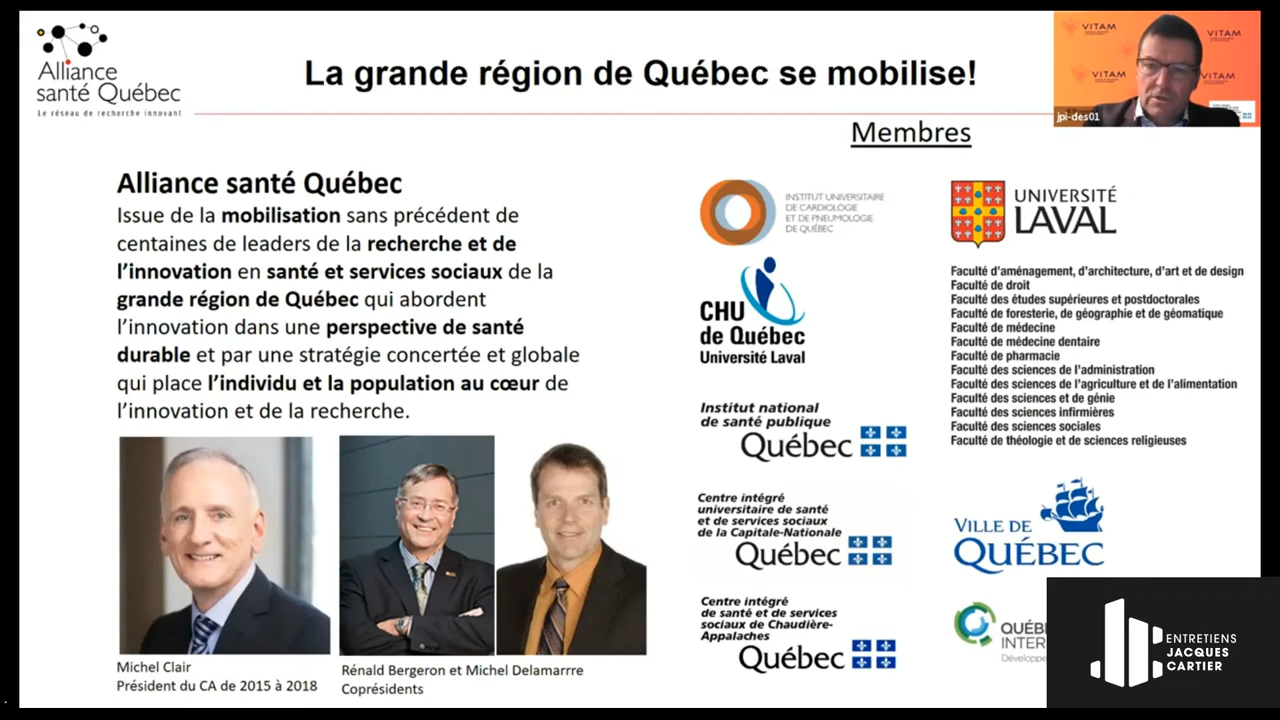 Alliance
santé Québec
Le réseau de recherche innovant
La grande région de Québec se mobilise!
VITAM
VITAM
VITAM
VITAM
jpi-des01
Membres
Alliance santé Québec
Issue de la mobilisation sans précédent de
centaines de leaders de la recherche et de
l’innovation en santé et services sociaux de la
grande région de Québec qui abordent
l’innovation dans une perspective de santé
durable et par une stratégie concertée et globale
qui place l’individu et la population au cœur de
l’innovation et de la recherche.
Michel Clair
Président du CA de 2015 à 2018
Rénald Bergeron et Michel Delamarrre
Coprésidents
INSTITUT UNIVERSITAIRE
DE CARDIOLOGIE
ET DE PNEUMOLOGIE
DE QUÉBEC
CHU
de Québec
Université Laval
Institut national
de santé publique
Québec
Centre intégré
universitaire de santé
et de services sociaux
de la Capitale-Nationale
Québec
Centre intégré
de santé et de services
sociaux de Chaudière-
Appalaches
Québec
UNIVERSITÉ
LAVAL
Faculté d’aménagement, d’architecture, d’art et de design
Faculté de droit
Faculté des études supérieures et postdoctorales
Faculté de foresterie, de géographie et de géomatique
Faculté de médecine
Faculté de médecine dentaire
Faculté de pharmacie
Faculté des sciences de l’administration
Faculté des sciences de l’agriculture et de l’alimentation
Faculté des sciences et de génie
Faculté des sciences infirmières
Faculté des sciences sociales
Faculté de théologie et de sciences religieuses
VILLE DE
QUÉBEC
QUÉB
INTER
Dévelop
ENTRETIENS
JACQUES
CARTIER